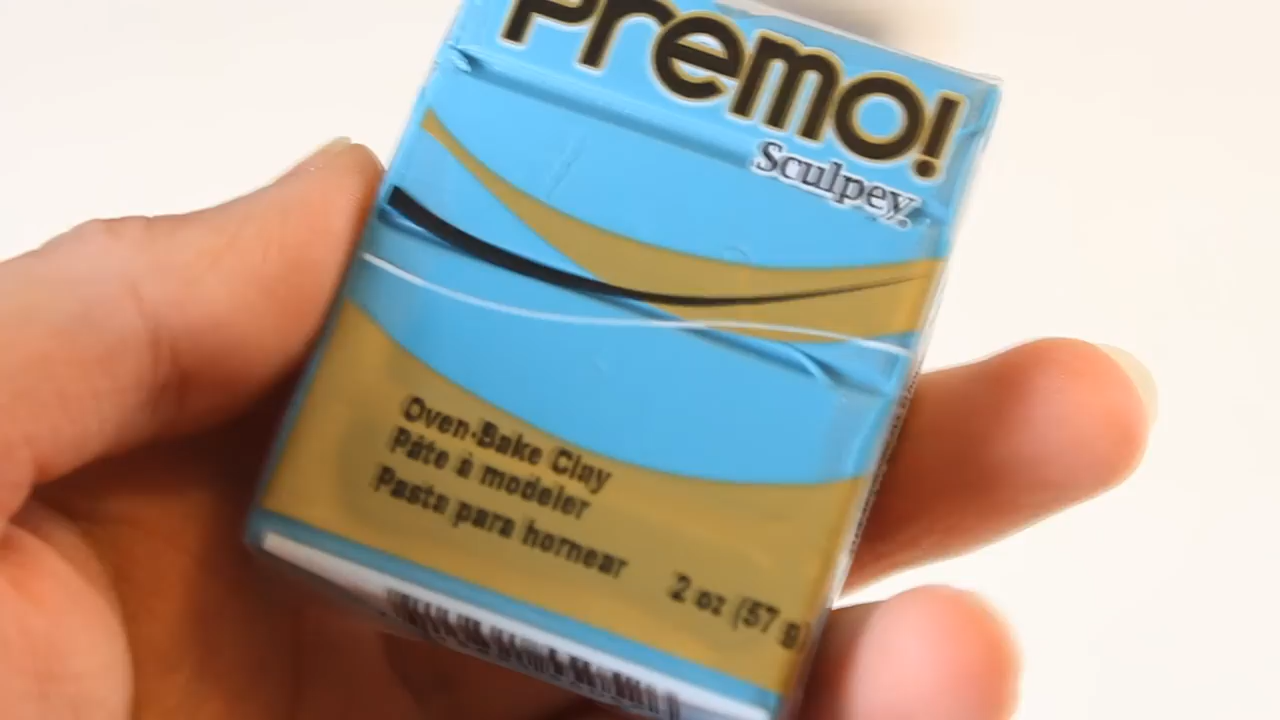 Premo!
Sculpey
Oven-Bake Clay
Pâte à modeler
Pasta para hornear
2 oz (57 g)